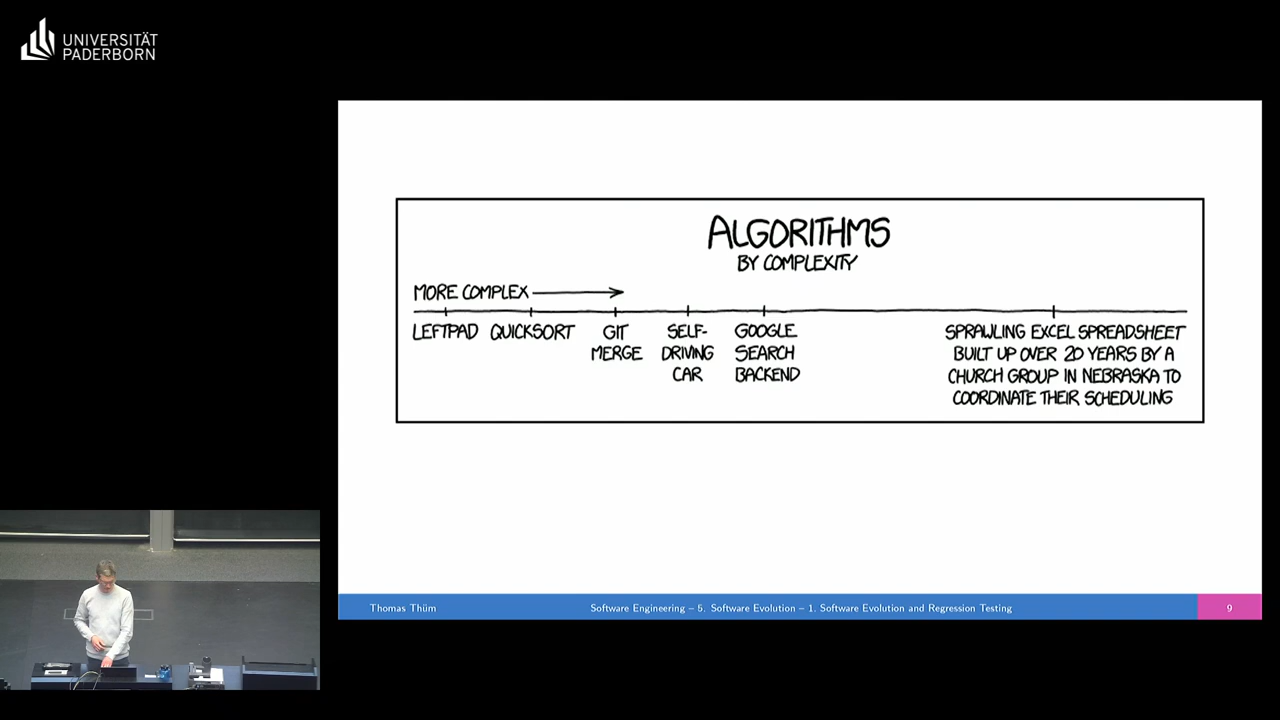 UNIVERSITÄT
PADERBORN
ALGORITHMS
BY COMPLEXITY
MORE COMPLEX
LEFTPAD
QUICKSORT
GIT
MERGE
SELF-
DRIVING
CAR
GOOGLE
SEARCH
BACKEND
SPRAWLING EXCEL SPREADSHEET
BUILT UP OVER 20 YEARS BY A
CHURCH GROUP IN NEBRASKA TO
COORDINATE THEIR SCHEDULING
Thomas Thüm
Software Engineering – 5. Software Evolution – 1. Software Evolution and Regression Testing
9